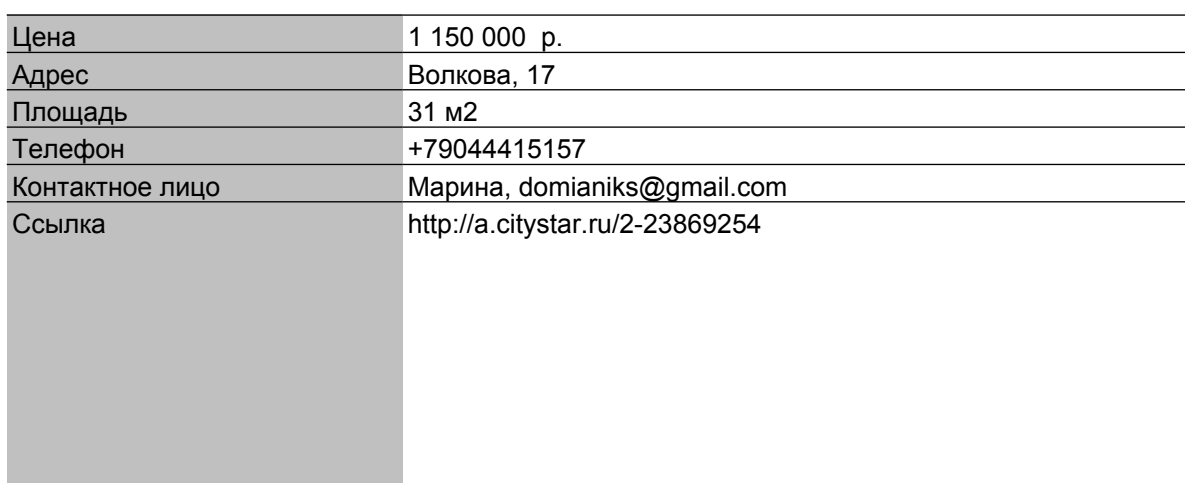 Цена 1 150 000 р.
Адрес Волкова, 17
Площадь 31 м2
Телефон +79044415157
Контактное лицо Марина, domianiks@gmail.com
Ссылка http://a.citystar.ru/2-23869254